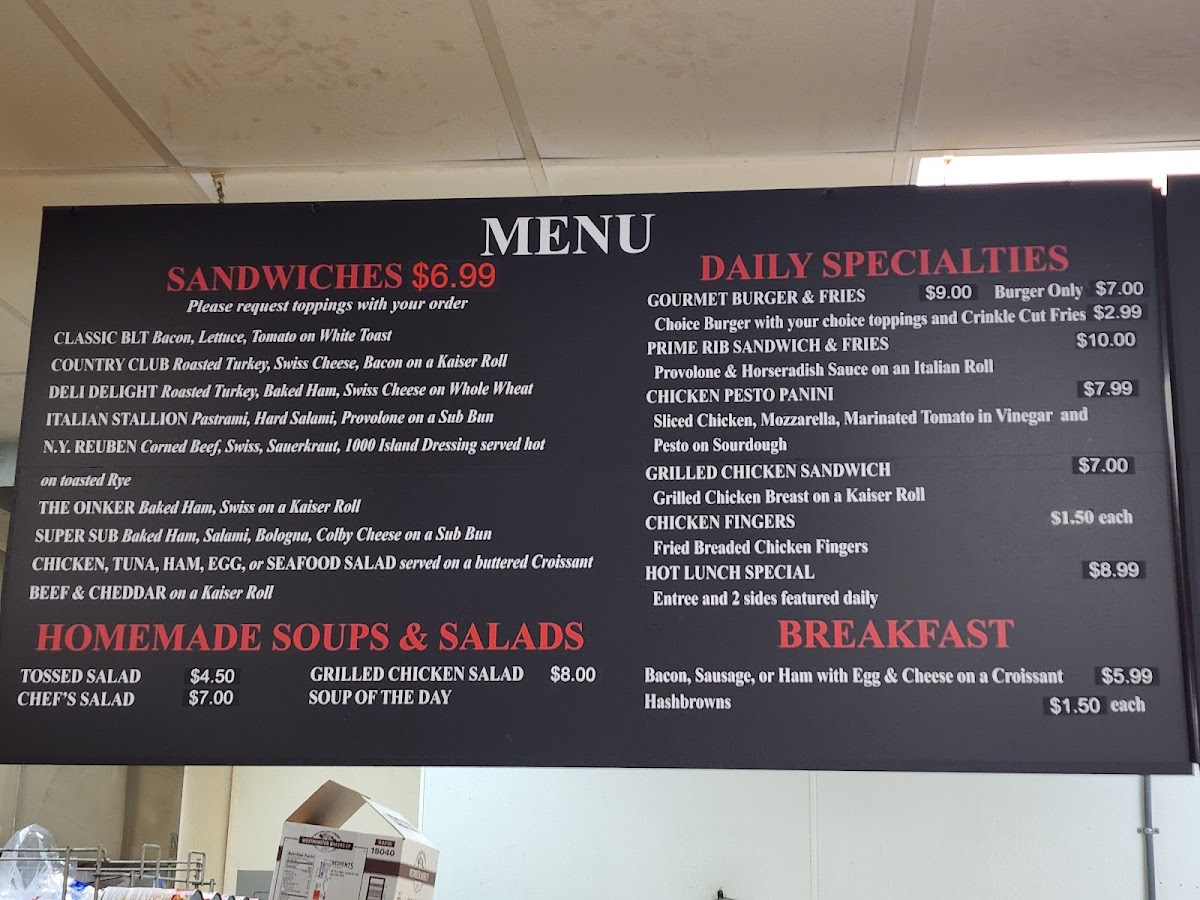 MENU
SANDWICHES $6.99
Please request toppings with your order
CLASSIC BLT Bacon, Lettuce, Tomato on White Toast
COUNTRY CLUB Roasted Turkey, Swiss Cheese, Bacon on a Kaiser Roll
DELI DELIGHT Roasted Turkey, Baked Ham, Swiss Cheese on Whole Wheat
ITALIAN STALLION Pastrami, Hard Salami, Provolone on a Sub Bun
N.Y. REUBEN Corned Beef, Swiss, Sauerkraut, 1000 Island Dressing served hot
on toasted Rye
THE OINKER Baked Ham, Swiss on a Kaiser Roll
SUPER SUB Baked Ham, Salami, Bologna, Colby Cheese on a Sub Bun
CHICKEN, TUNA, HAM, EGG, or SEAFOOD SALAD served on a buttered Croissant
BEEF & CHEDDAR on a Kaiser Roll
HOMEMADE SOUPS & SALADS
TOSSED SALAD $4.50 GRILLED CHICKEN SALAD $8.00
CHEF'S SALAD $7.00 SOUP OF THE DAY
DAILY SPECIALTIES
GOURMET BURGER & FRIES $9.00 Burger Only $7.00
Choice Burger with your choice toppings and Crinkle Cut Fries $2.99
PRIME RIB SANDWICH & FRIES $10.00
Provolone & Horseradish Sauce on an Italian Roll
CHICKEN PESTO PANINI $7.99
Sliced Chicken, Mozzarella, Marinated Tomato in Vinegar and
Pesto on Sourdough
GRILLED CHICKEN SANDWICH $7.00
Grilled Chicken Breast on a Kaiser Roll
CHICKEN FINGERS $1.50 each
Fried Breaded Chicken Fingers
HOT LUNCH SPECIAL $8.99
Entree and 2 sides featured daily
BREAKFAST
Bacon, Sausage, or Ham with Egg & Cheese on a Croissant $5.99
Hashbrowns $1.50 each
WESTMINSTER BAKERS CO
15040